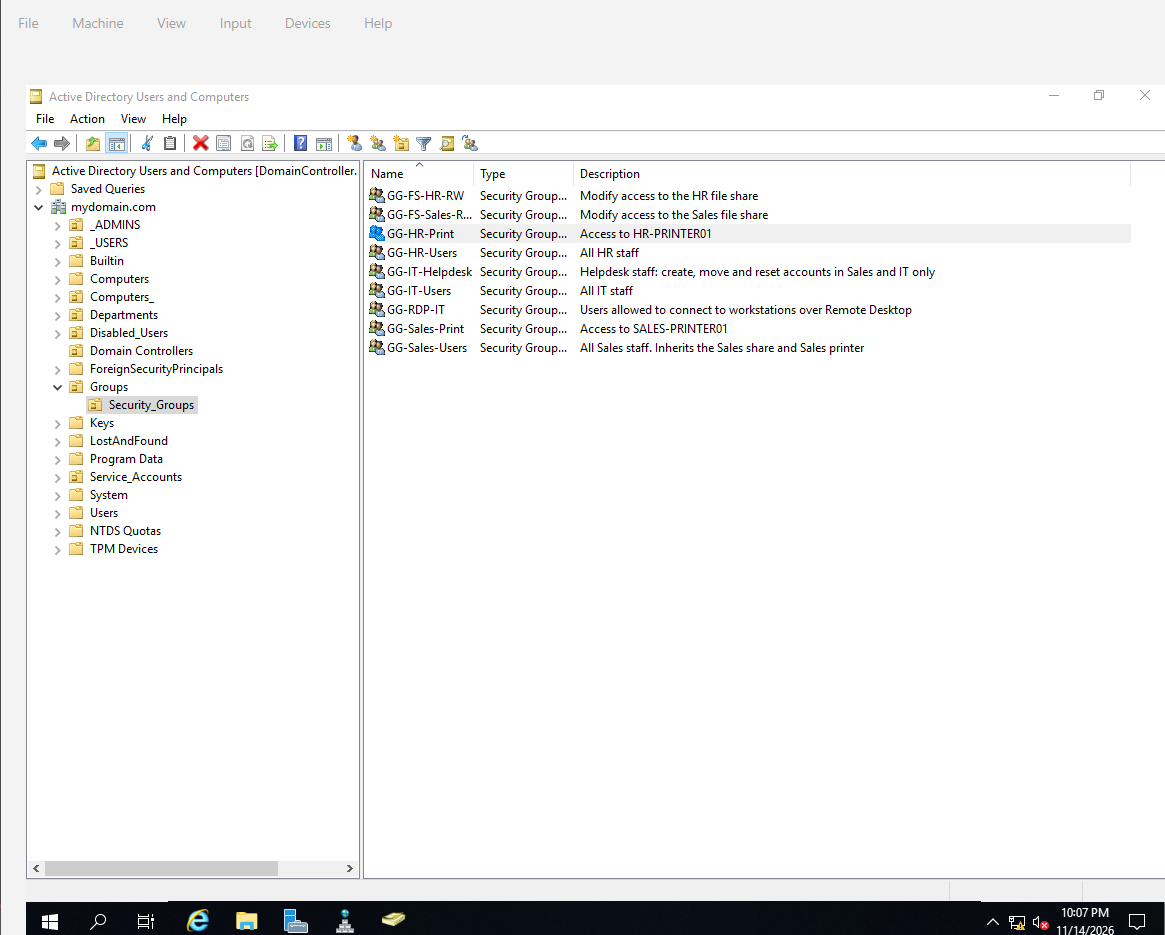 File Machine View Input Devices Help
Active Directory Users and Computers
File Action View Help
Active Directory Users and Computers [DomainController.
Saved Queries
mydomain.com
_ADMINS
_USERS
Builtin
Computers
Computers_
Departments
Disabled_Users
Domain Controllers
ForeignSecurityPrincipals
Groups
Security_Groups
Keys
LostAndFound
Program Data
Service_Accounts
System
Users
NTDS Quotas
TPM Devices
Name Type Description
GG-FS-HR-RW Security Group... Modify access to the HR file share
GG-FS-Sales-R... Security Group... Modify access to the Sales file share
GG-HR-Print Security Group... Access to HR-PRINTER01
GG-HR-Users Security Group... All HR staff
GG-IT-Helpdesk Security Group... Helpdesk staff: create, move and reset accounts in Sales and IT only
GG-IT-Users Security Group... All IT staff
GG-RDP-IT Security Group... Users allowed to connect to workstations over Remote Desktop
GG-Sales-Print Security Group... Access to SALES-PRINTER01
GG-Sales-Users Security Group... All Sales staff. Inherits the Sales share and Sales printer
10:07 PM
11/14/2026